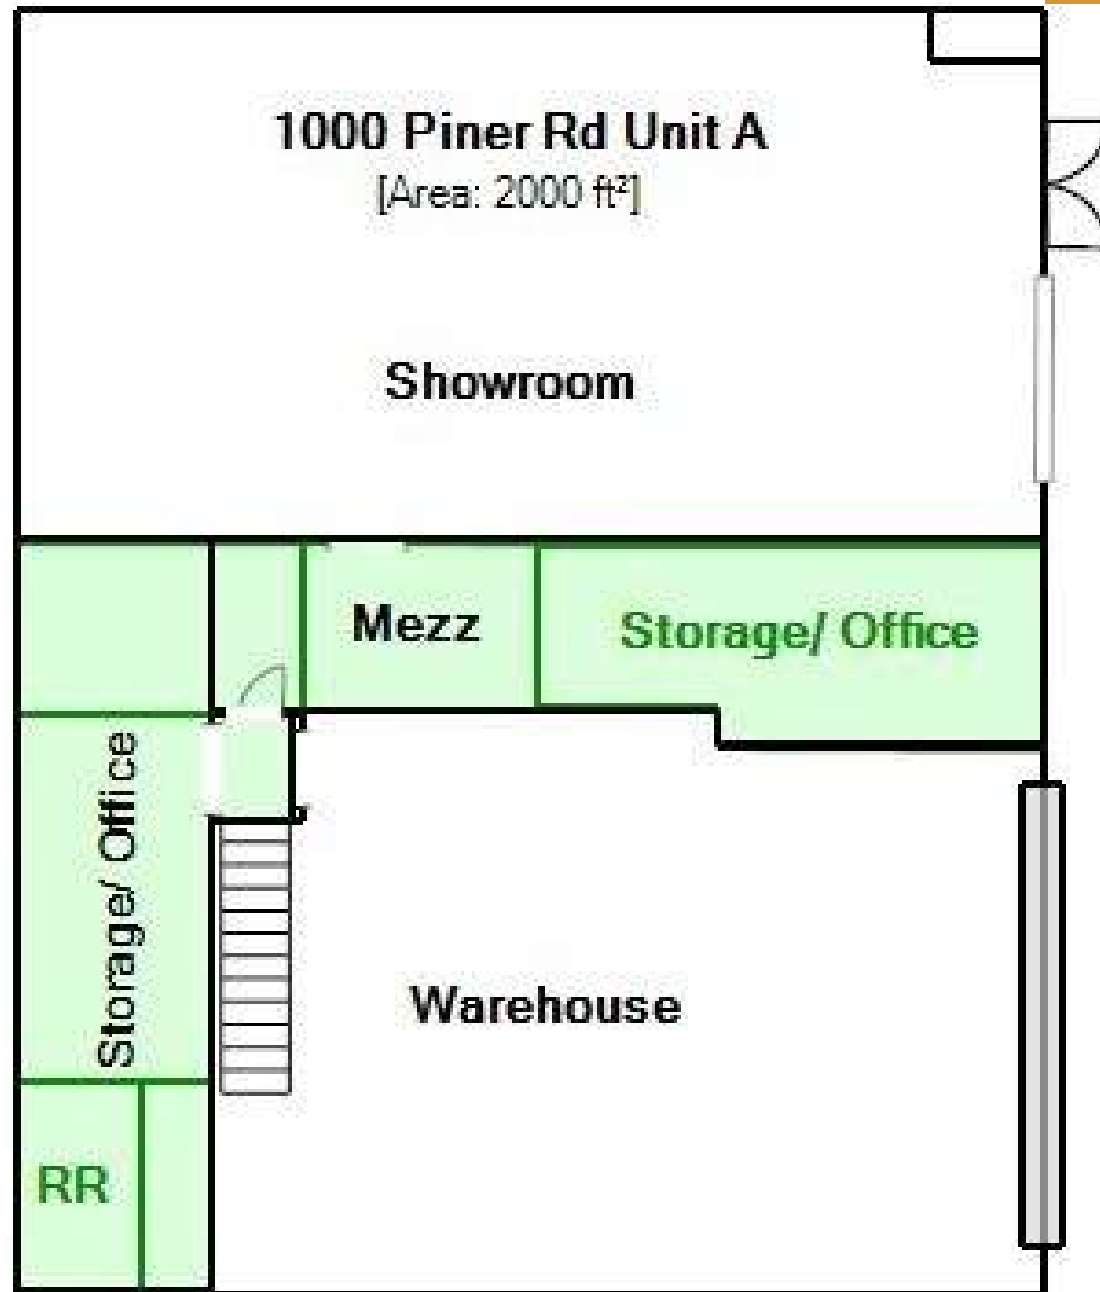 1000 Piner Rd Unit A
[Area: 2000 ft²]
Showroom
Mezz
Storage/ Office
Storage/ Office
Warehouse
RR